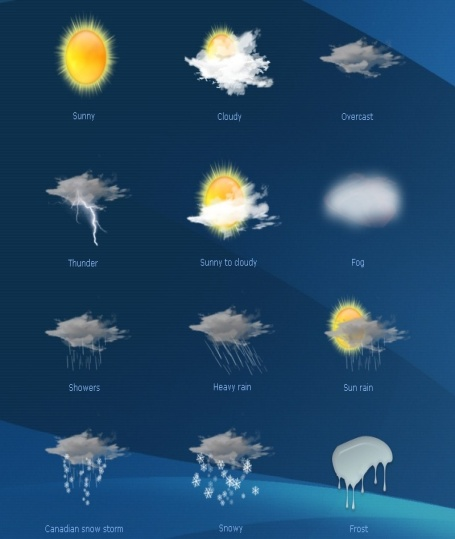 Sunny
Cloudy
Overcast
Thunder
Sunny to cloudy
Fog
Showers
Heavy rain
Sun rain
Canadian snow storm
Snowy
Frost